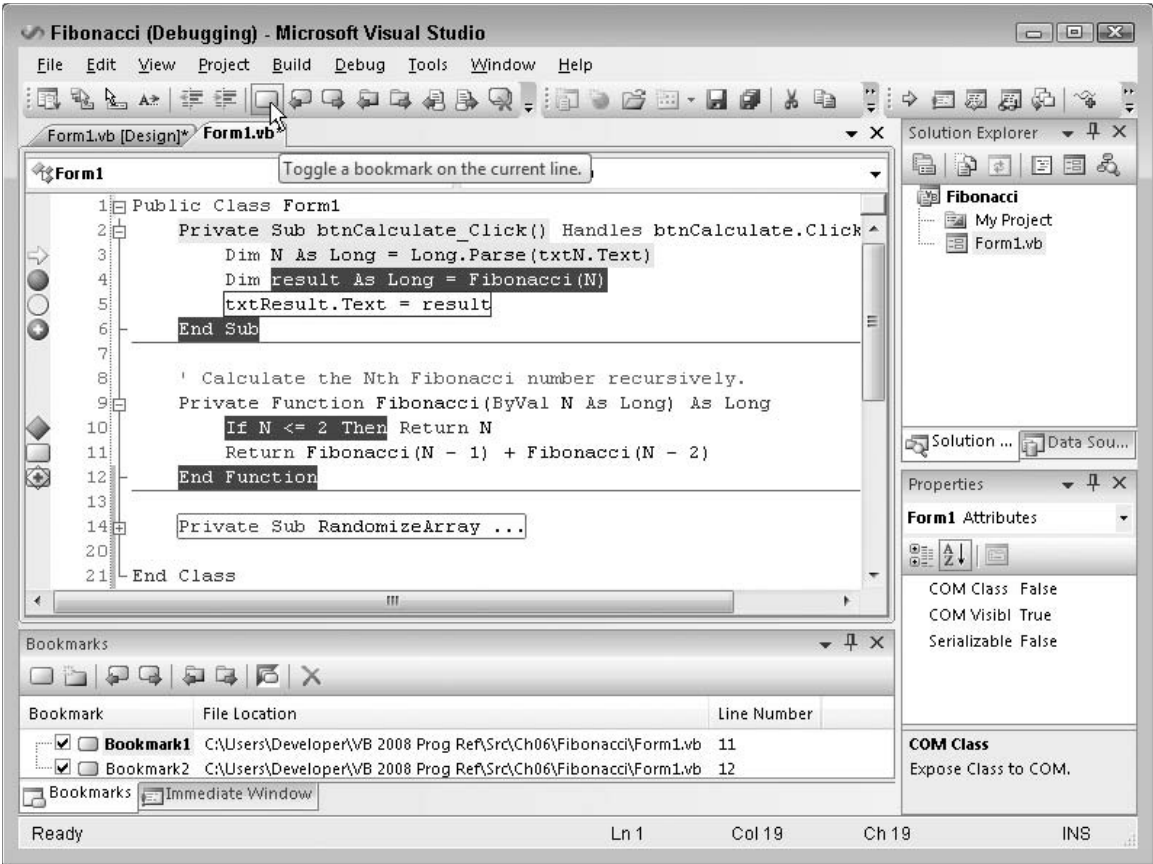 Fibonacci (Debugging) - Microsoft Visual Studio
File Edit View Project Build Debug Tools Window Help
Form1.vb [Design]* Form1.vb*
Solution Explorer
Toggle a bookmark on the current line.
Form1
Fibonacci
My Project
Form1.vb
1 Public Class Form1
2 Private Sub btnCalculate_Click() Handles btnCalculate.Click
3 Dim N As Long = Long.Parse(txtN.Text)
4 Dim result As Long = Fibonacci(N)
5 txtResult.Text = result
6 End Sub
7
8 ' Calculate the Nth Fibonacci number recursively.
9 Private Function Fibonacci(ByVal N As Long) As Long
10 If N <= 2 Then Return N
11 Return Fibonacci(N - 1) + Fibonacci(N - 2)
12 End Function
13
14 Private Sub RandomizeArray ...
20
21 End Class
Solution ... Data Sou...
Properties
Form1 Attributes
COM Class False
COM Visibl True
Serializable False
COM Class
Expose Class to COM.
Bookmarks
Bookmark File Location Line Number
Bookmark1 C:\Users\Developer\VB 2008 Prog Ref\Src\Ch06\Fibonacci\Form1.vb 11
Bookmark2 C:\Users\Developer\VB 2008 Prog Ref\Src\Ch06\Fibonacci\Form1.vb 12
Bookmarks Immediate Window
Ready Ln 1 Col 19 Ch 19 INS